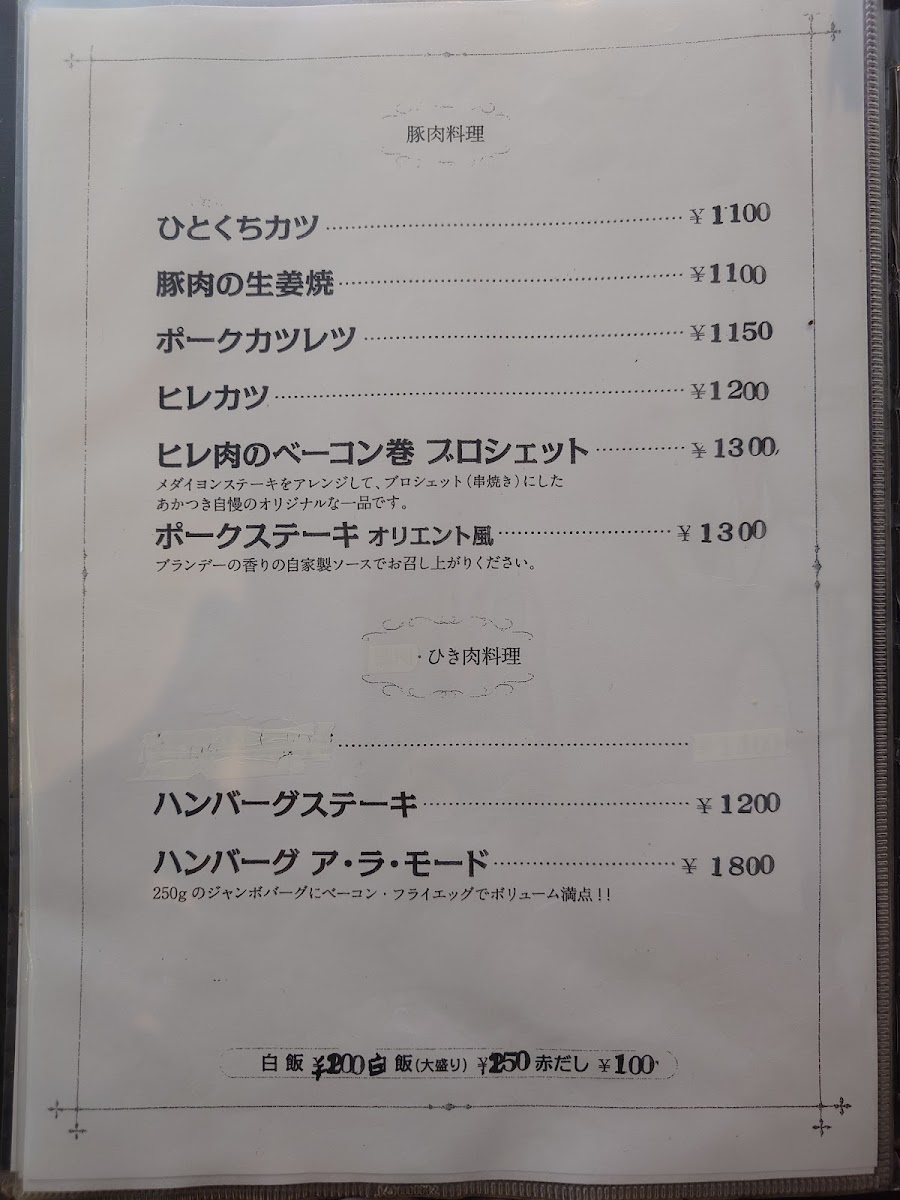 豚肉料理
ひとくちカツ ¥1100
豚肉の生姜焼 ¥1100
ポークカツレツ ¥1150
ヒレカツ ¥1200
ヒレ肉のベーコン巻 ブロシェット ¥1300
メダイヨンステーキをアレンジして、ブロシェット（串焼き）にした
あかつき自慢のオリジナルな一品です。
ポークステーキ オリエント風 ¥1300
ブランデーの香りの自家製ソースでお召し上がりください。
・ひき肉料理
ハンバーグステーキ ¥1200
ハンバーグ ア・ラ・モード ¥1800
250gのジャンボバーグにベーコン・フライエッグでボリューム満点!!
白飯 ¥200 白飯(大盛り) ¥250 赤だし ¥100